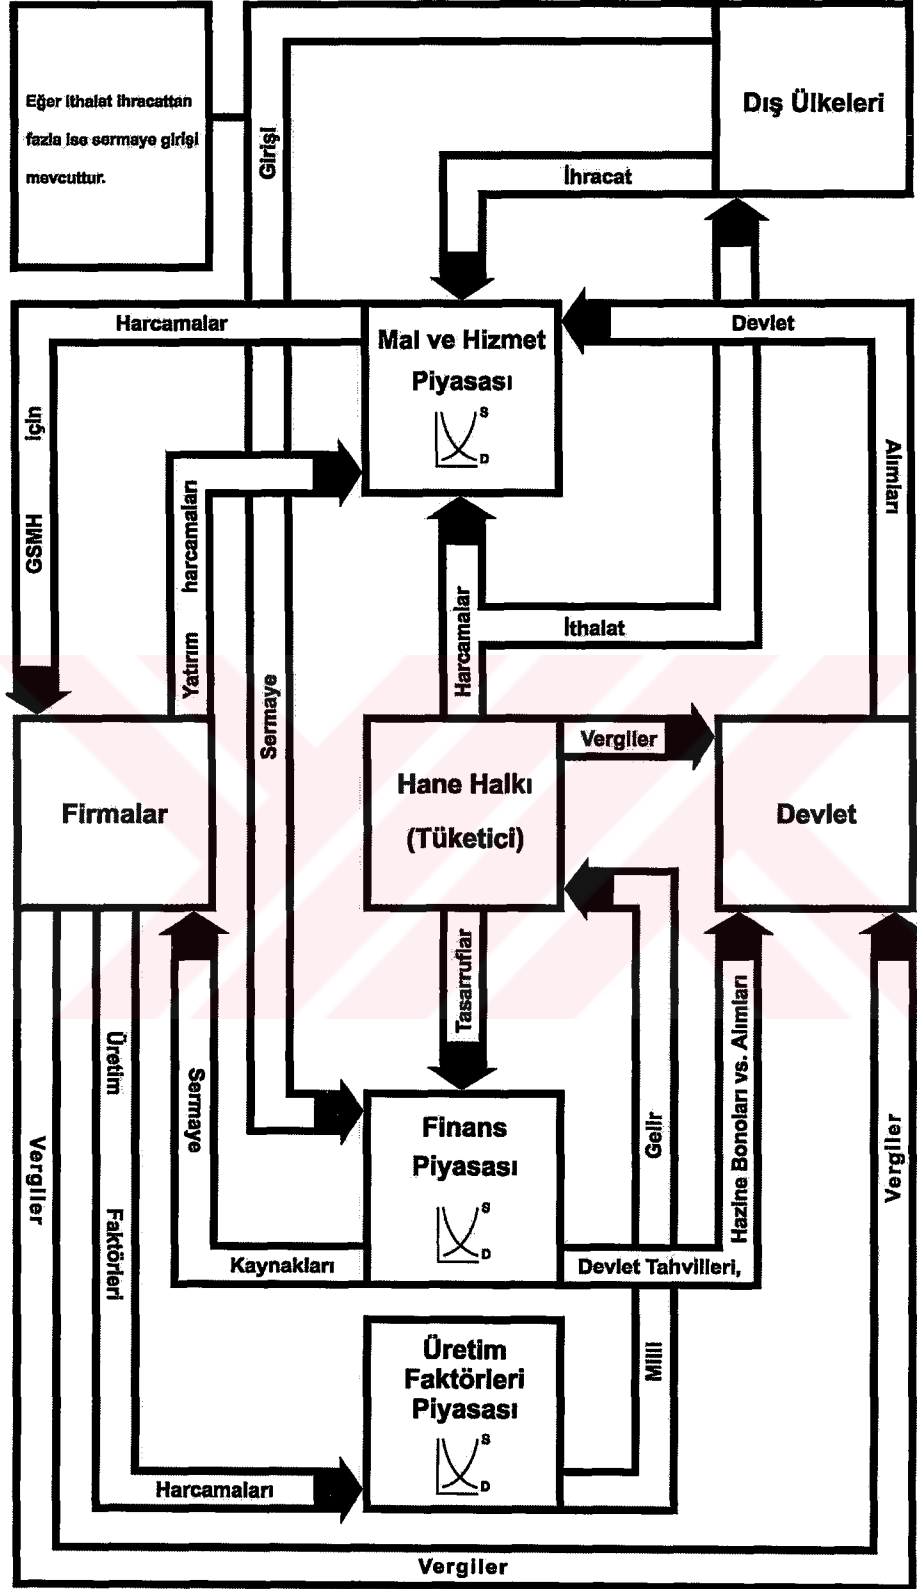 Eğer ithalat ihracattan
fazla ise sermaye girişi
mevcuttur.
Girişi
Dış Ülkeleri
İhracat
Harcamalar
Mal ve Hizmet
Piyasası
S
D
Devlet
Alımları
için
GSMH
harcamaları
Yatırım
Sermaye
Harcamalar
İthalat
Firmalar
Hane Halkı
(Tüketici)
Vergiler
Devlet
Tasarruflar
Üretim
Faktörleri
Vergiler
Sermaye
Kaynakları
Finans
Piyasası
S
D
Gelir
Milli
Hazine Bonoları vs. Alımları
Devlet Tahvilleri,
Vergiler
Üretim
Faktörleri
Piyasası
S
D
Harcamaları
Vergiler